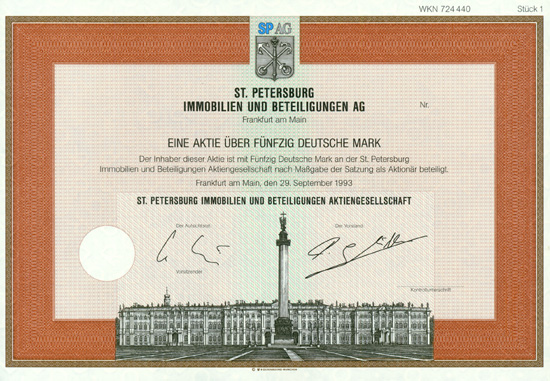 WKN 724 440 Stück 1
SP AG
ST. PETERSBURG
IMMOBILIEN UND BETEILIGUNGEN AG
Nr.
Frankfurt am Main
EINE AKTIE ÜBER FÜNFZIG DEUTSCHE MARK
Der Inhaber dieser Aktie ist mit Fünfzig Deutsche Mark an der St. Petersburg
Immobilien und Beteiligungen Aktiengesellschaft nach Maßgabe der Satzung als Aktionär beteiligt.
Frankfurt am Main, den 29. September 1993
ST. PETERSBURG IMMOBILIEN UND BETEILIGUNGEN AKTIENGESELLSCHAFT
Der Aufsichtsrat Der Vorstand
Vorsitzender
Kontrollunterschrift